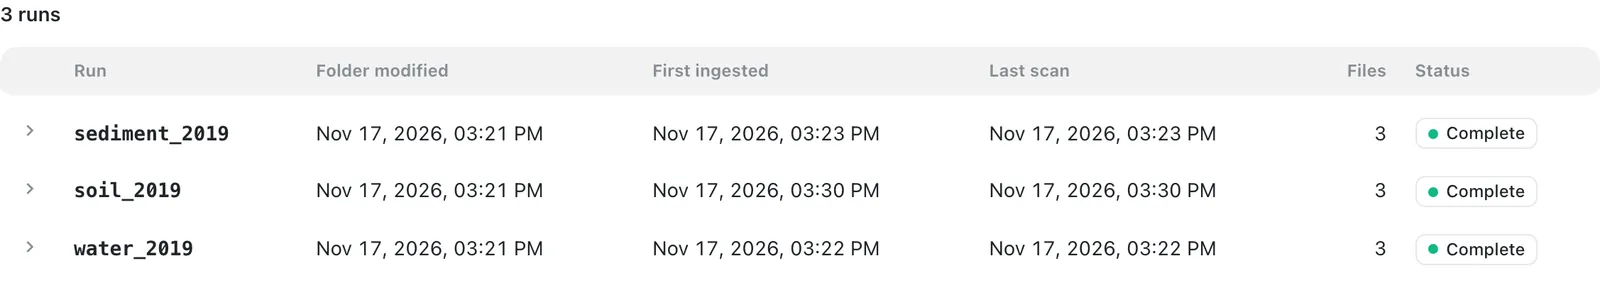 3 runs
Run Folder modified First ingested Last scan Files Status
sediment_2019 Nov 17, 2026, 03:21 PM Nov 17, 2026, 03:23 PM Nov 17, 2026, 03:23 PM 3 Complete
soil_2019 Nov 17, 2026, 03:21 PM Nov 17, 2026, 03:30 PM Nov 17, 2026, 03:30 PM 3 Complete
water_2019 Nov 17, 2026, 03:21 PM Nov 17, 2026, 03:22 PM Nov 17, 2026, 03:22 PM 3 Complete